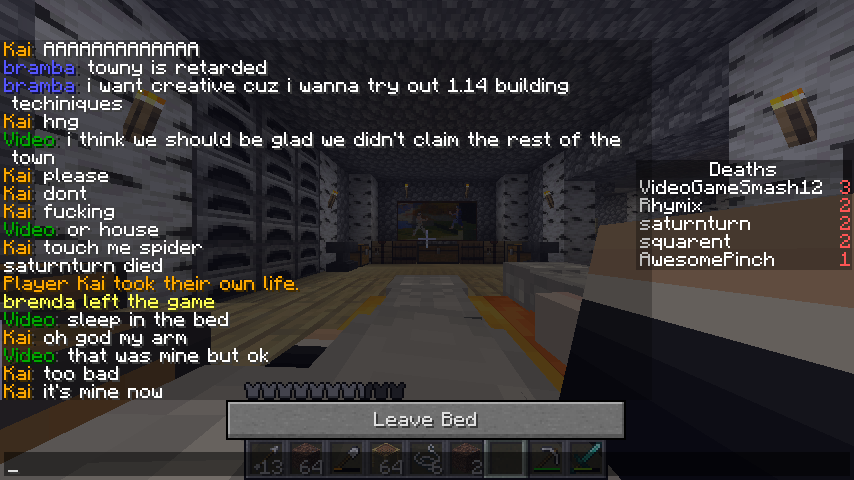 Kai: AAAAAAAAAAAAA
bramba: towny is retarded
bramba: i want creative cuz i wanna try out 1.14 building
techiniques
Kai: hng
Video: i think we should be glad we didn't claim the rest of the
town
Kai: please
Kai: dont
Kai: fucking
Video: or house
Kai: touch me spider
saturnturn died
Player Kai took their own life.
bremda left the game
Video: sleep in the bed
Kai: oh god my arm
Video: that was mine but ok
Kai: too bad
Kai: it's mine now
Deaths
VideoGameSmash12 3
Rhymix 2
saturnturn 2
squarent 2
AwesomePinch 1
Leave Bed
13 64 64 6 2
_